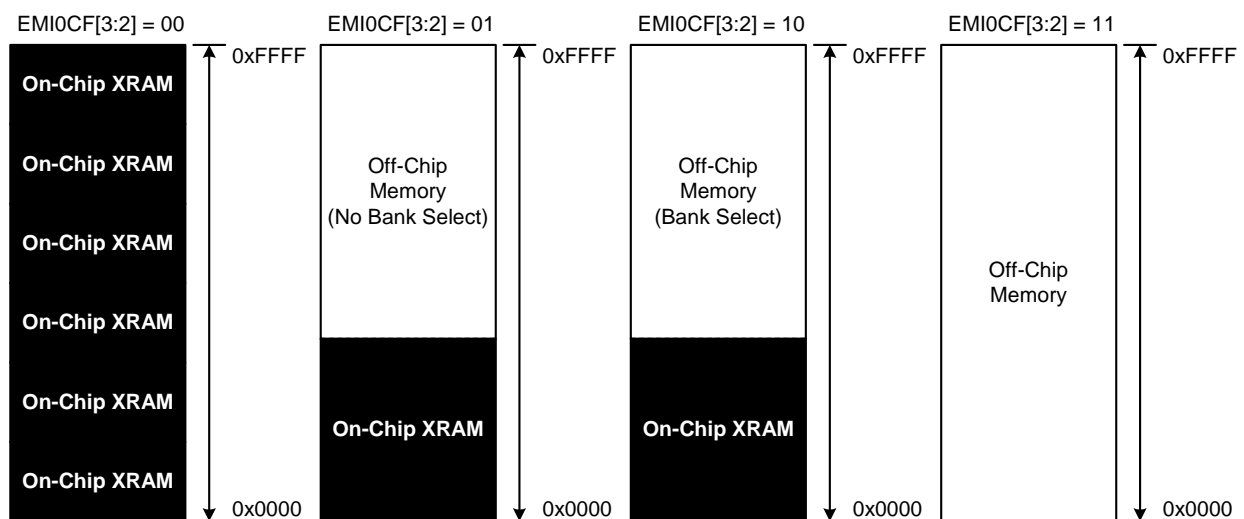 EMI0CF[3:2] = 00
0xFFFF
On-Chip XRAM
On-Chip XRAM
On-Chip XRAM
On-Chip XRAM
On-Chip XRAM
On-Chip XRAM
0x0000
EMI0CF[3:2] = 01
0xFFFF
Off-Chip
Memory
(No Bank Select)
On-Chip XRAM
0x0000
EMI0CF[3:2] = 10
0xFFFF
Off-Chip
Memory
(Bank Select)
On-Chip XRAM
0x0000
EMI0CF[3:2] = 11
0xFFFF
Off-Chip
Memory
0x0000